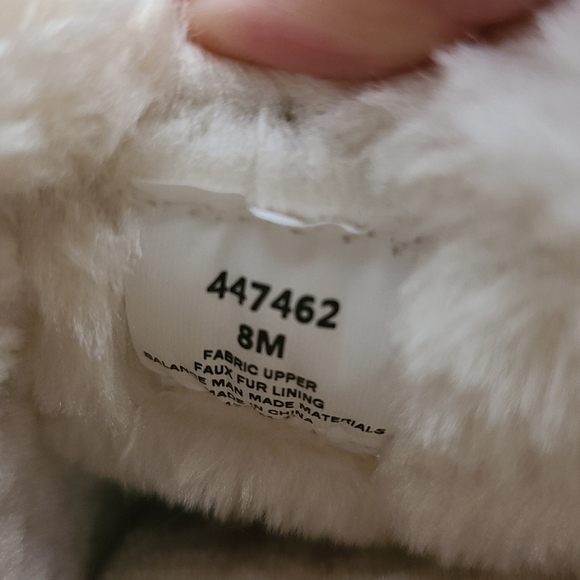 447462
8M
FABRIC UPPER
FAUX FUR LINING
BALANCE MAN MADE MATERIALS
MADE IN CHINA